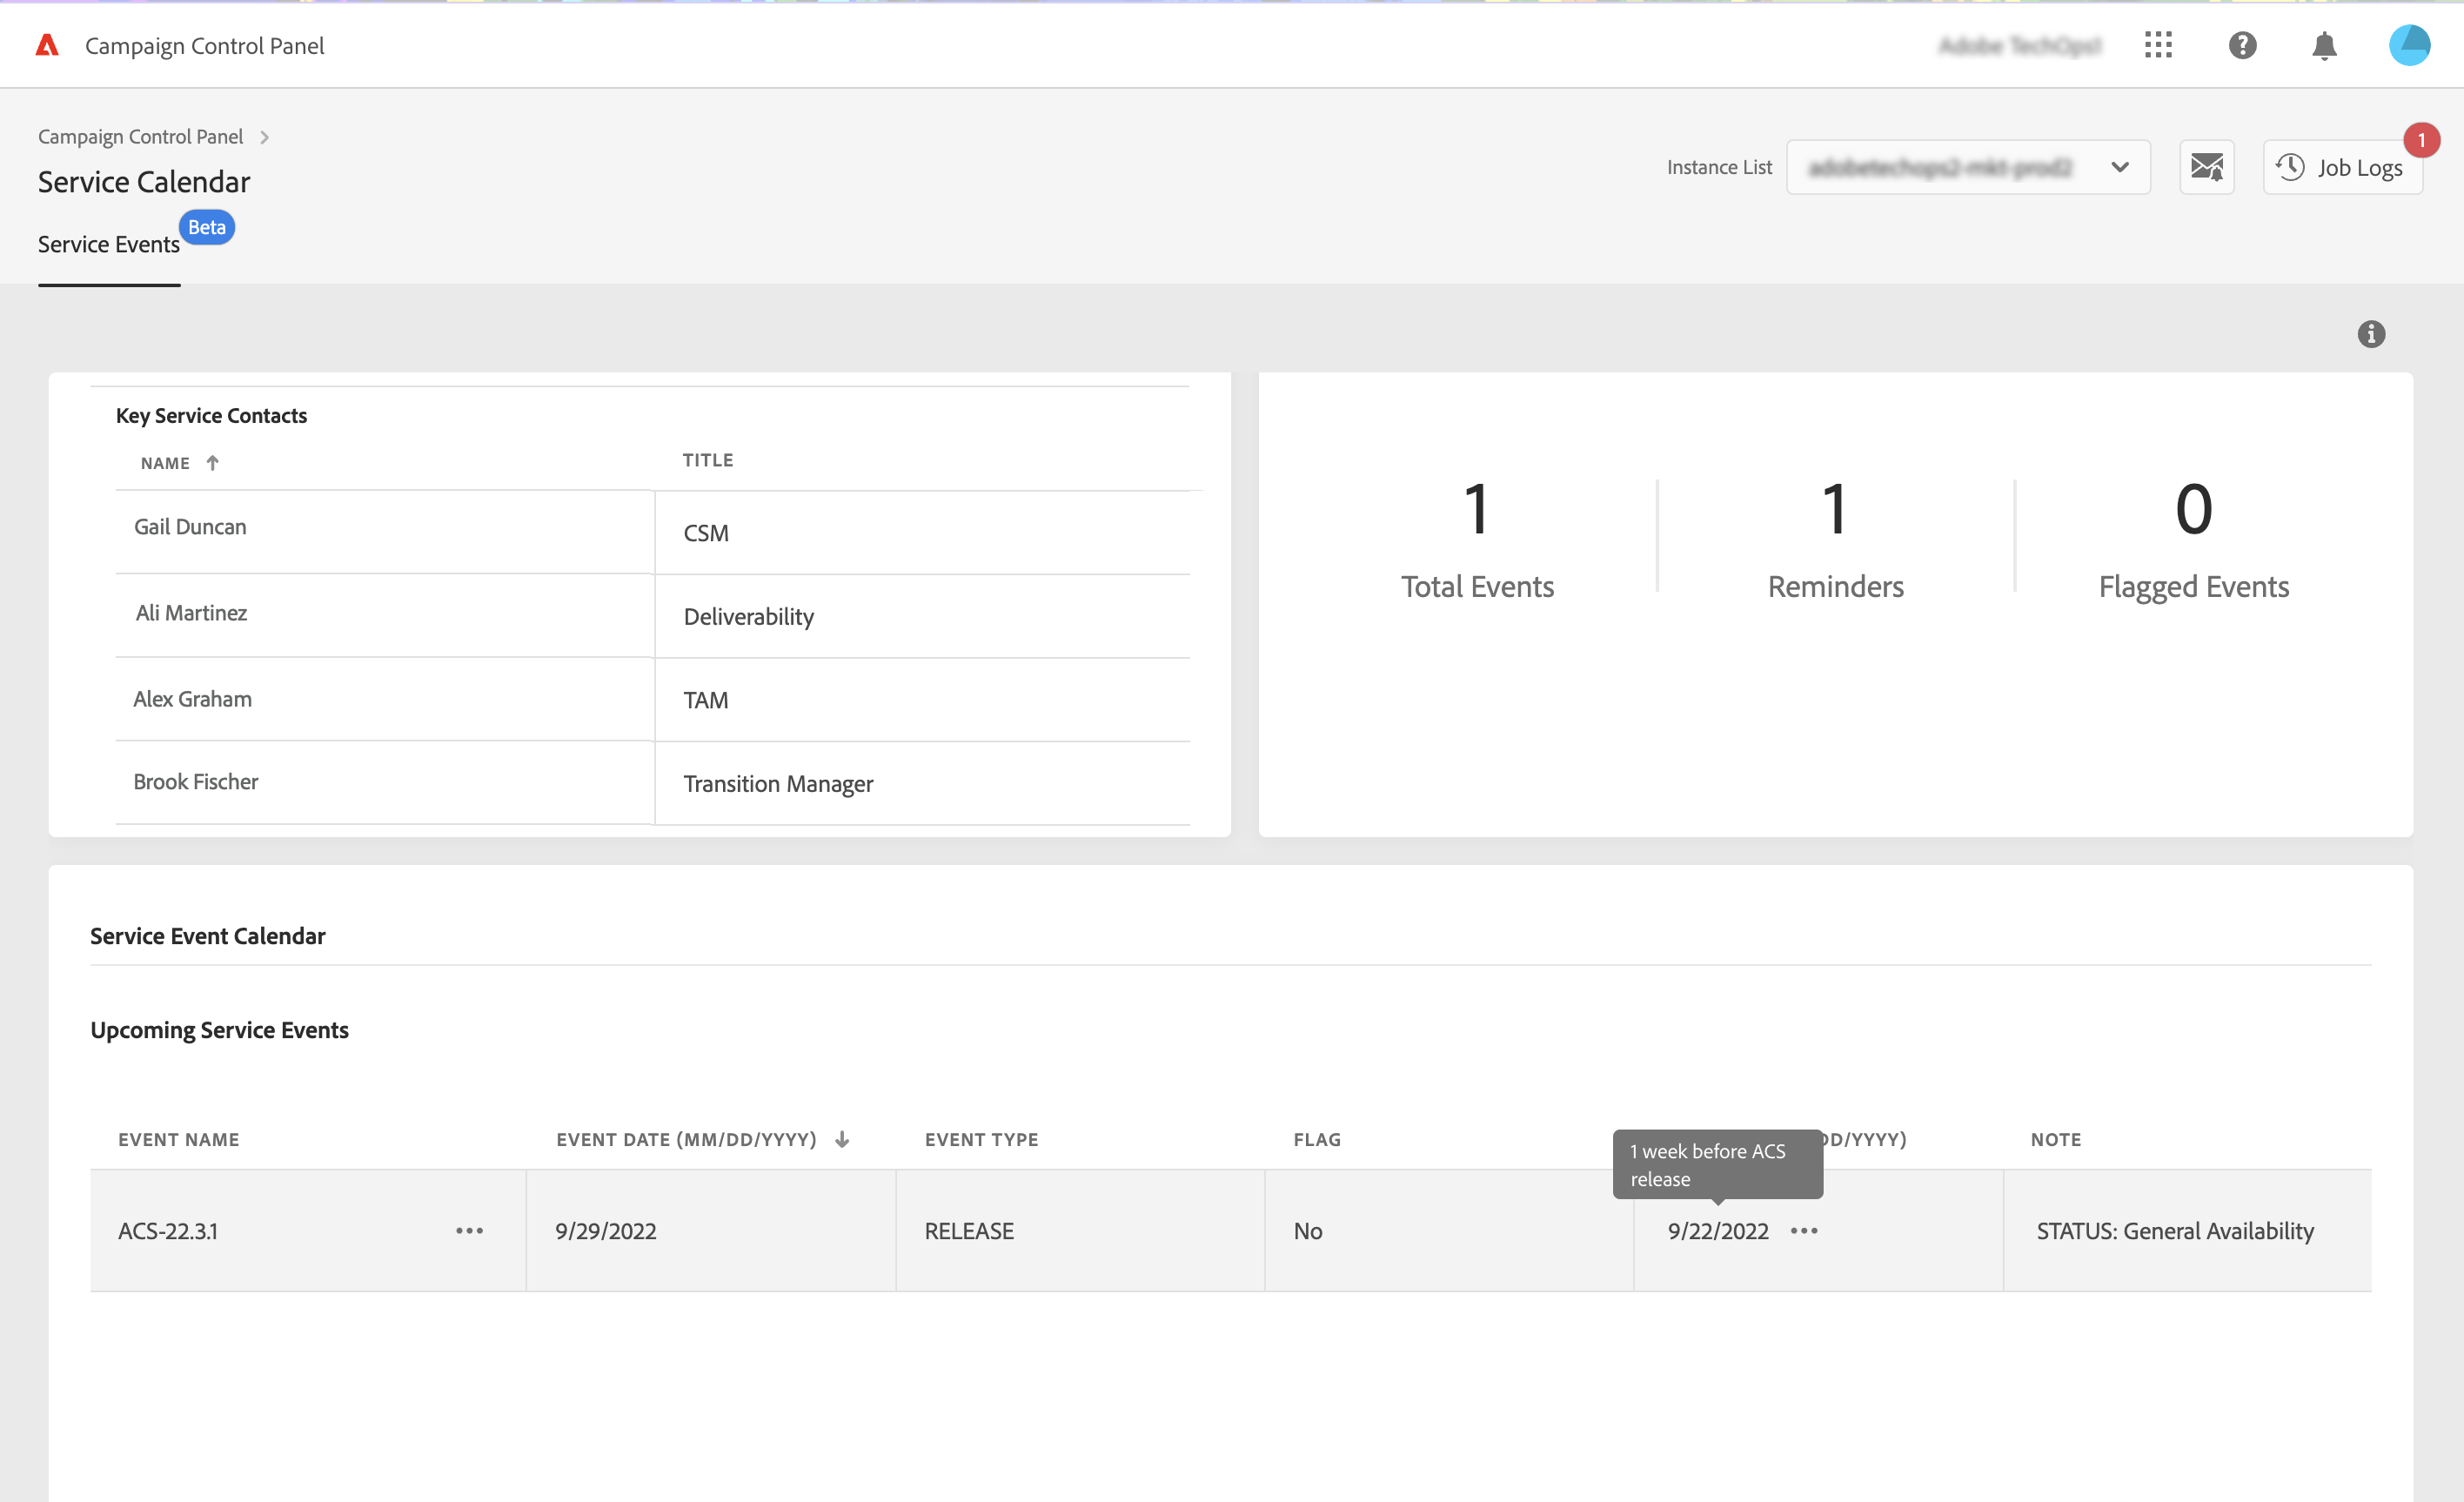 Campaign Control Panel
Campaign Control Panel
Service Calendar
Service Events
Beta
Instance List
Job Logs
1
Key Service Contacts
NAME TITLE
Gail Duncan CSM
Ali Martinez Deliverability
Alex Graham TAM
Brook Fischer Transition Manager
1 1 0
Total Events Reminders Flagged Events
Service Event Calendar
Upcoming Service Events
EVENT NAME EVENT DATE (MM/DD/YYYY) EVENT TYPE FLAG DD/YYYY) NOTE
1 week before ACS
release
ACS-22.3.1 9/29/2022 RELEASE No 9/22/2022 STATUS: General Availability